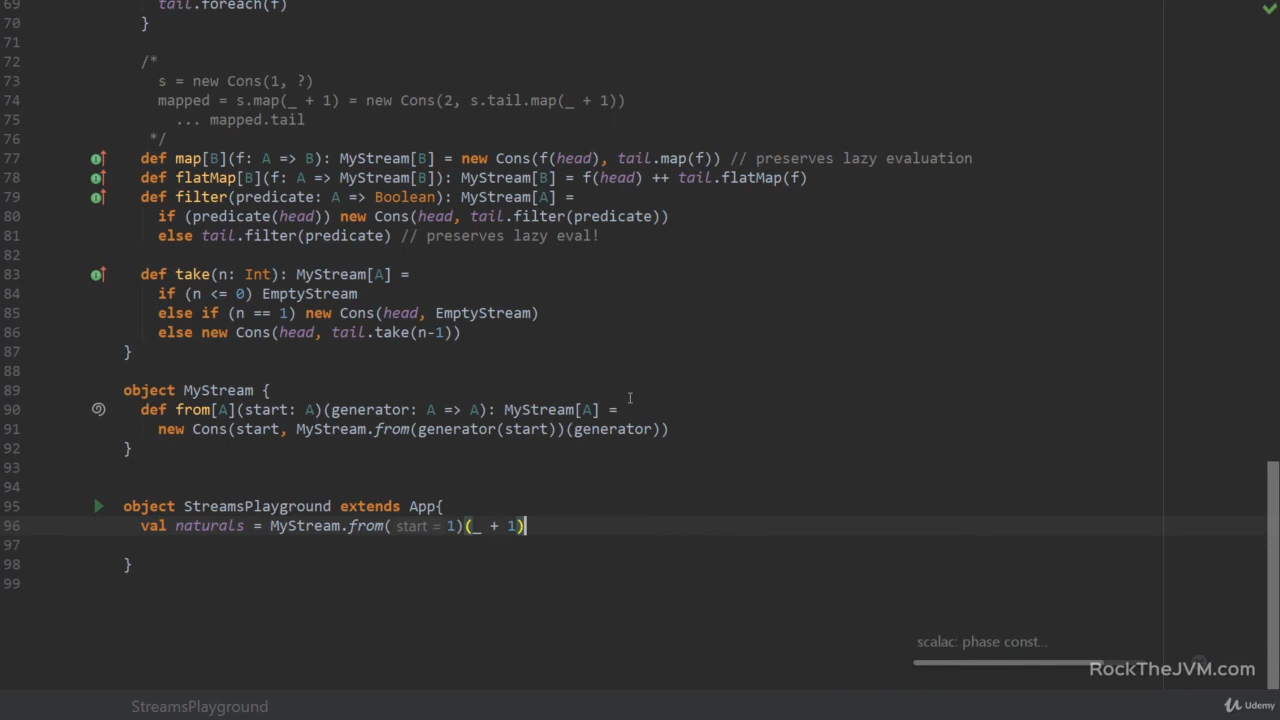 69 tail.foreach(f)
70 }
71
72 /*
73 s = new Cons(1, ?)
74 mapped = s.map(_ + 1) = new Cons(2, s.tail.map(_ + 1))
75 ... mapped.tail
76 */
77 def map[B](f: A => B): MyStream[B] = new Cons(f(head), tail.map(f)) // preserves lazy evaluation
78 def flatMap[B](f: A => MyStream[B]): MyStream[B] = f(head) ++ tail.flatMap(f)
79 def filter(predicate: A => Boolean): MyStream[A] =
80 if (predicate(head)) new Cons(head, tail.filter(predicate))
81 else tail.filter(predicate) // preserves lazy eval!
82
83 def take(n: Int): MyStream[A] =
84 if (n <= 0) EmptyStream
85 else if (n == 1) new Cons(head, EmptyStream)
86 else new Cons(head, tail.take(n-1))
87 }
88
89 object MyStream {
90 def from[A](start: A)(generator: A => A): MyStream[A] =
91 new Cons(start, MyStream.from(generator(start))(generator))
92 }
93
94
95 object StreamsPlayground extends App{
96 val naturals = MyStream.from( start = 1)(_ + 1)
97
98 }
99
scalac: phase const...
RockTheJVM.com
StreamsPlayground
Udemy